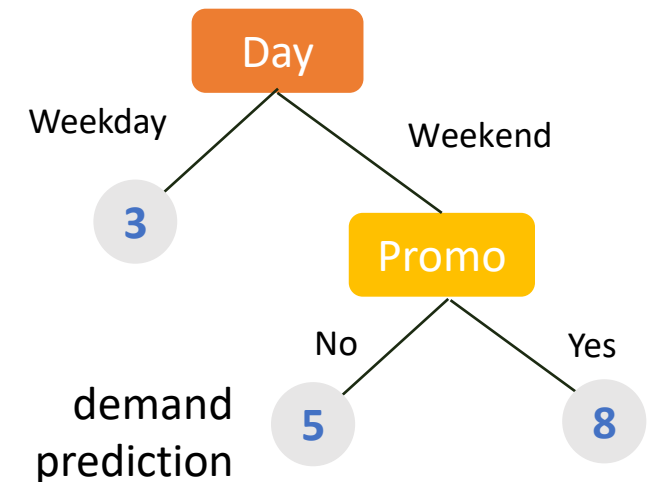 Day
Weekday
Weekend
3
Promo
No
Yes
demand
prediction
5
8